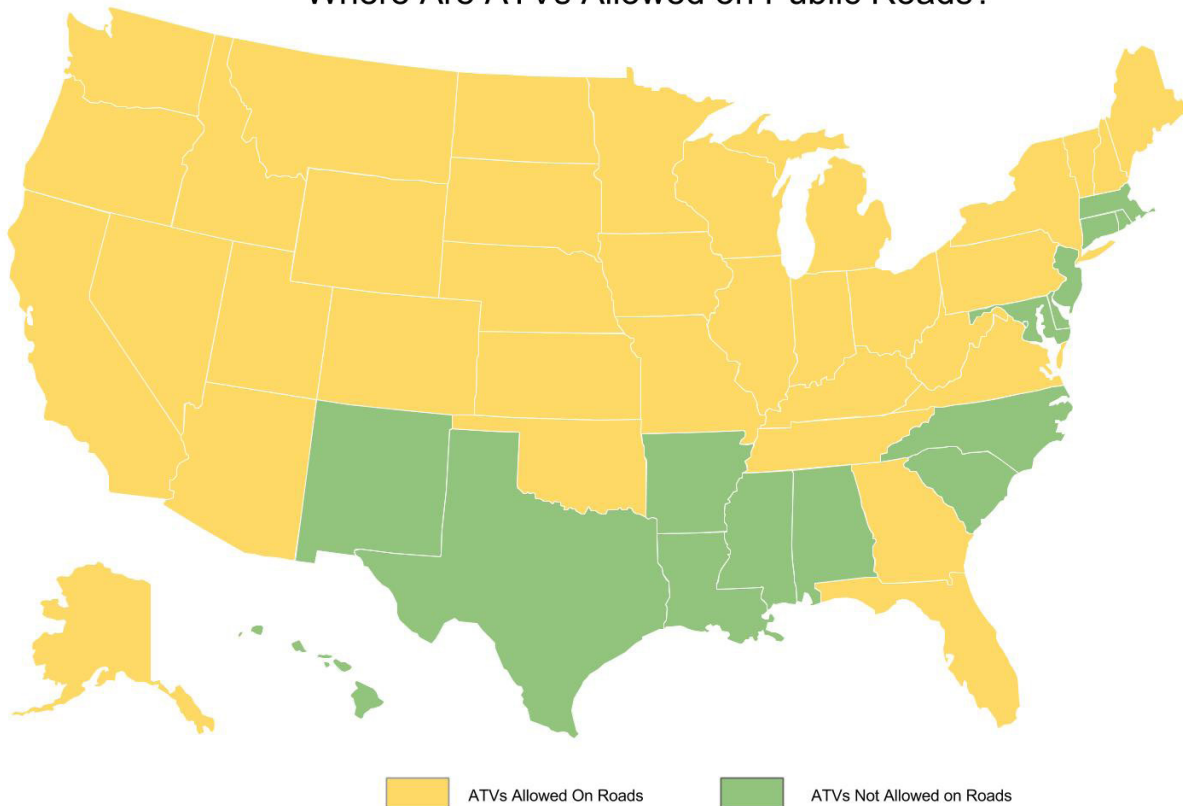 Where Are ATVs Allowed on Public Roads?
ATVs Allowed On Roads
ATVs Not Allowed on Roads